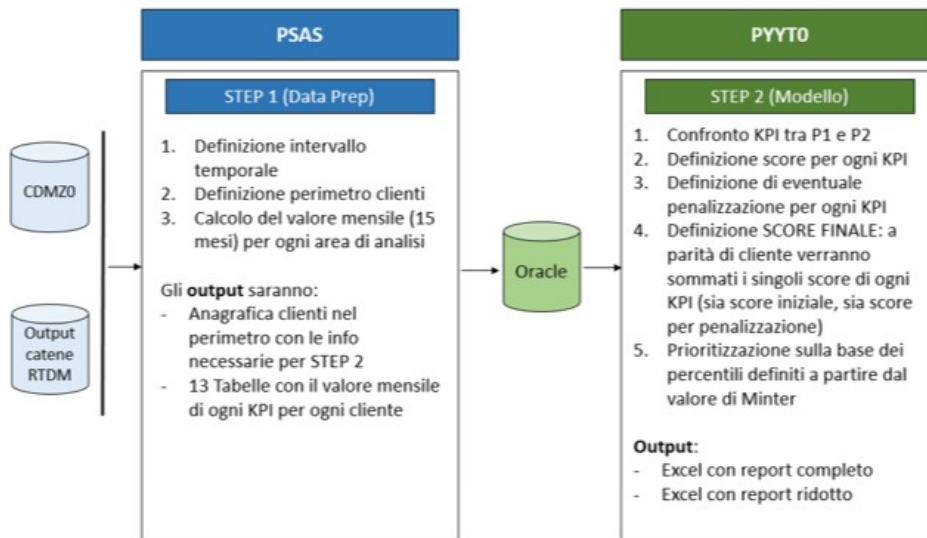 CDMZ0
Output
catene
RTDM
PSAS
STEP 1 (Data Prep)
1. Definizione intervallo
temporale
2. Definizione perimetro clienti
3. Calcolo del valore mensile (15
mesi) per ogni area di analisi
Gli output saranno:
- Anagrafica clienti nel
perimetro con le info
necessarie per STEP 2
- 13 Tabelle con il valore mensile
di ogni KPI per ogni cliente
Oracle
PYYT0
STEP 2 (Modello)
1. Confronto KPI tra P1 e P2
2. Definizione score per ogni KPI
3. Definizione di eventuale
penalizzazione per ogni KPI
4. Definizione SCORE FINALE: a
parità di cliente verranno
sommati i singoli score di ogni
KPI (sia score iniziale, sia score
per penalizzazione)
5. Prioritizzazione sulla base dei
percentili definiti a partire dal
valore di Minter
Output:
- Excel con report completo
- Excel con report ridotto